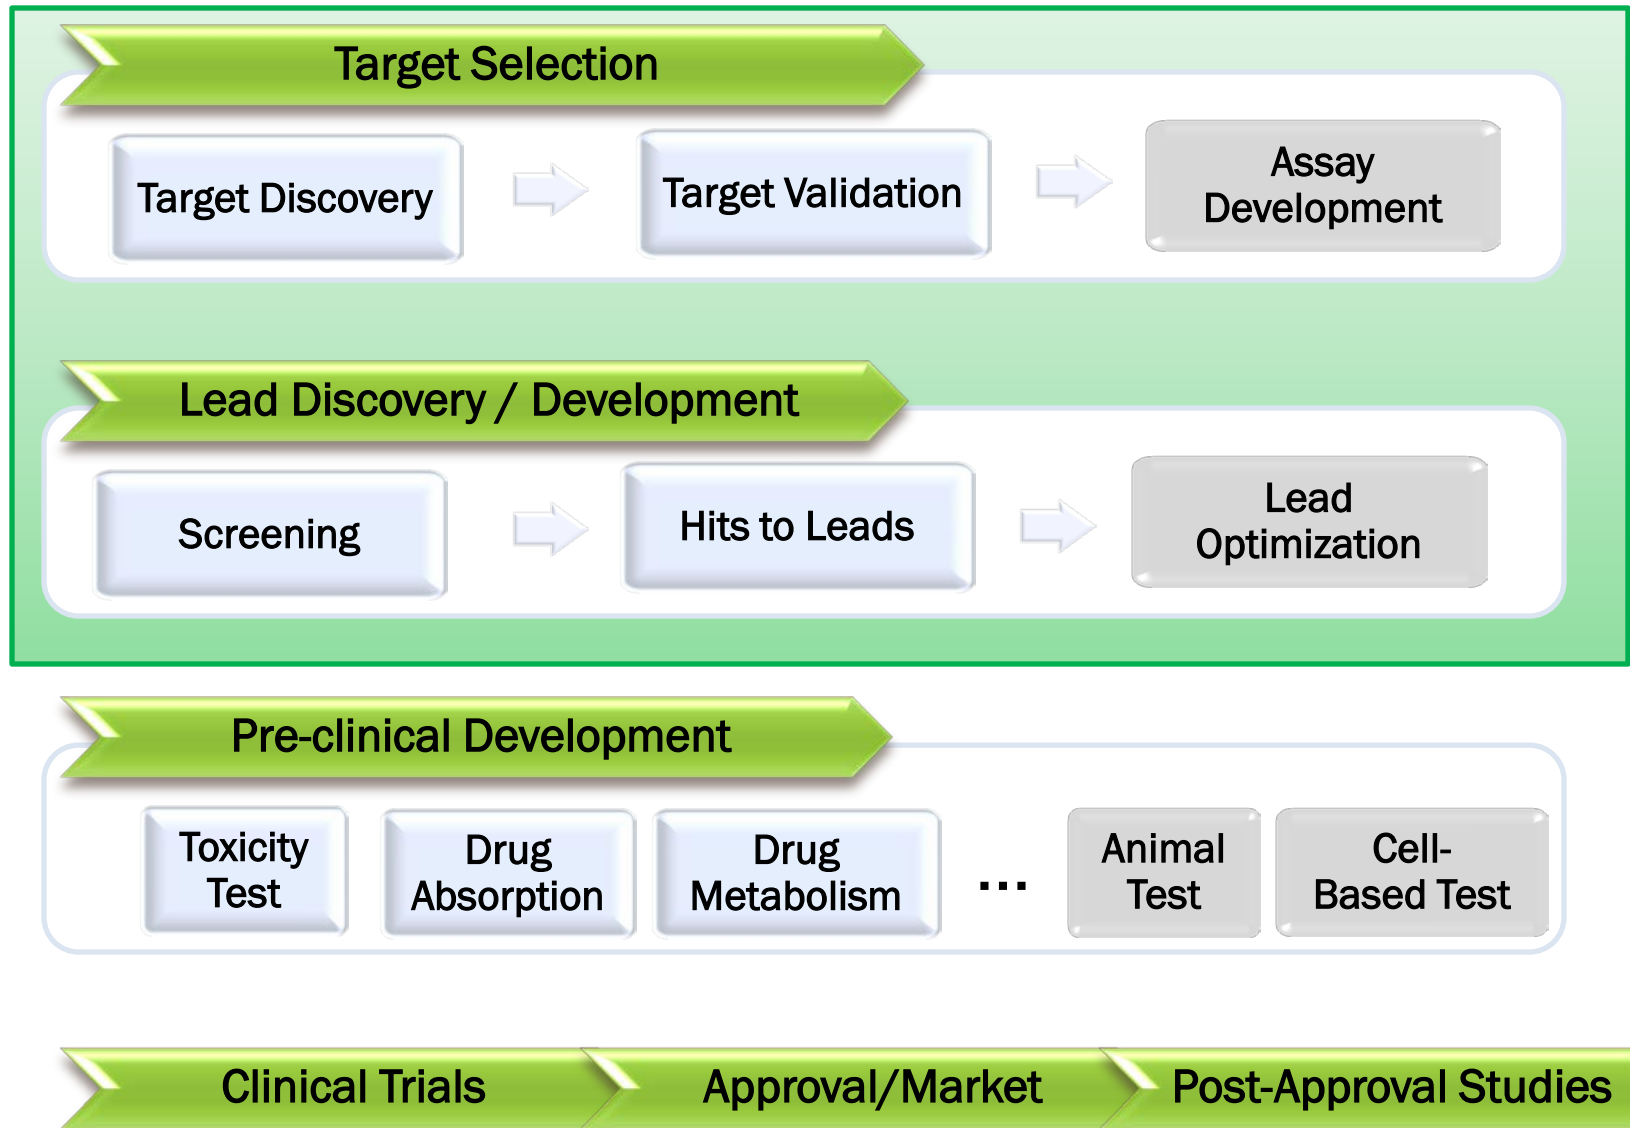 Target Selection
Target Discovery
Target Validation
Assay
Development
Lead Discovery / Development
Screening
Hits to Leads
Lead
Optimization
Pre-clinical Development
Toxicity
Test
Drug
Absorption
Drug
Metabolism
...
Animal
Test
Cell-
Based Test
Clinical Trials
Approval/Market
Post-Approval Studies